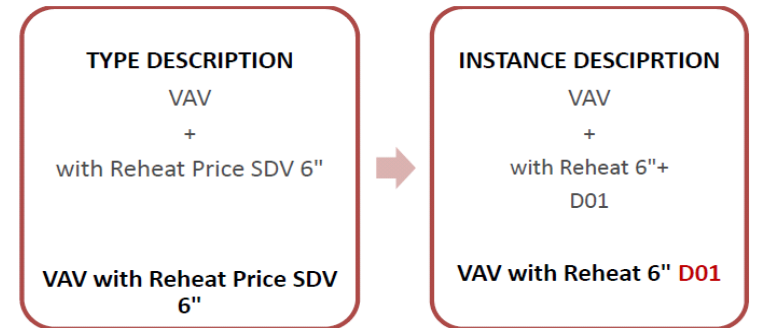 TYPE DESCRIPTION
VAV
+
with Reheat Price SDV 6"
VAV with Reheat Price SDV
6"
INSTANCE DESCIPRTION
VAV
+
with Reheat 6"+
D01
VAV with Reheat 6" D01